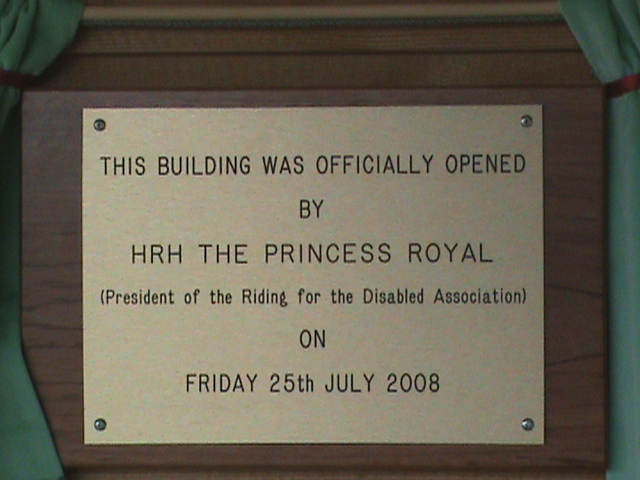 THIS BUILDING WAS OFFICIALLY OPENED
BY
HRH THE PRINCESS ROYAL
(President of the Riding for the Disabled Association)
ON
FRIDAY 25th JULY 2008